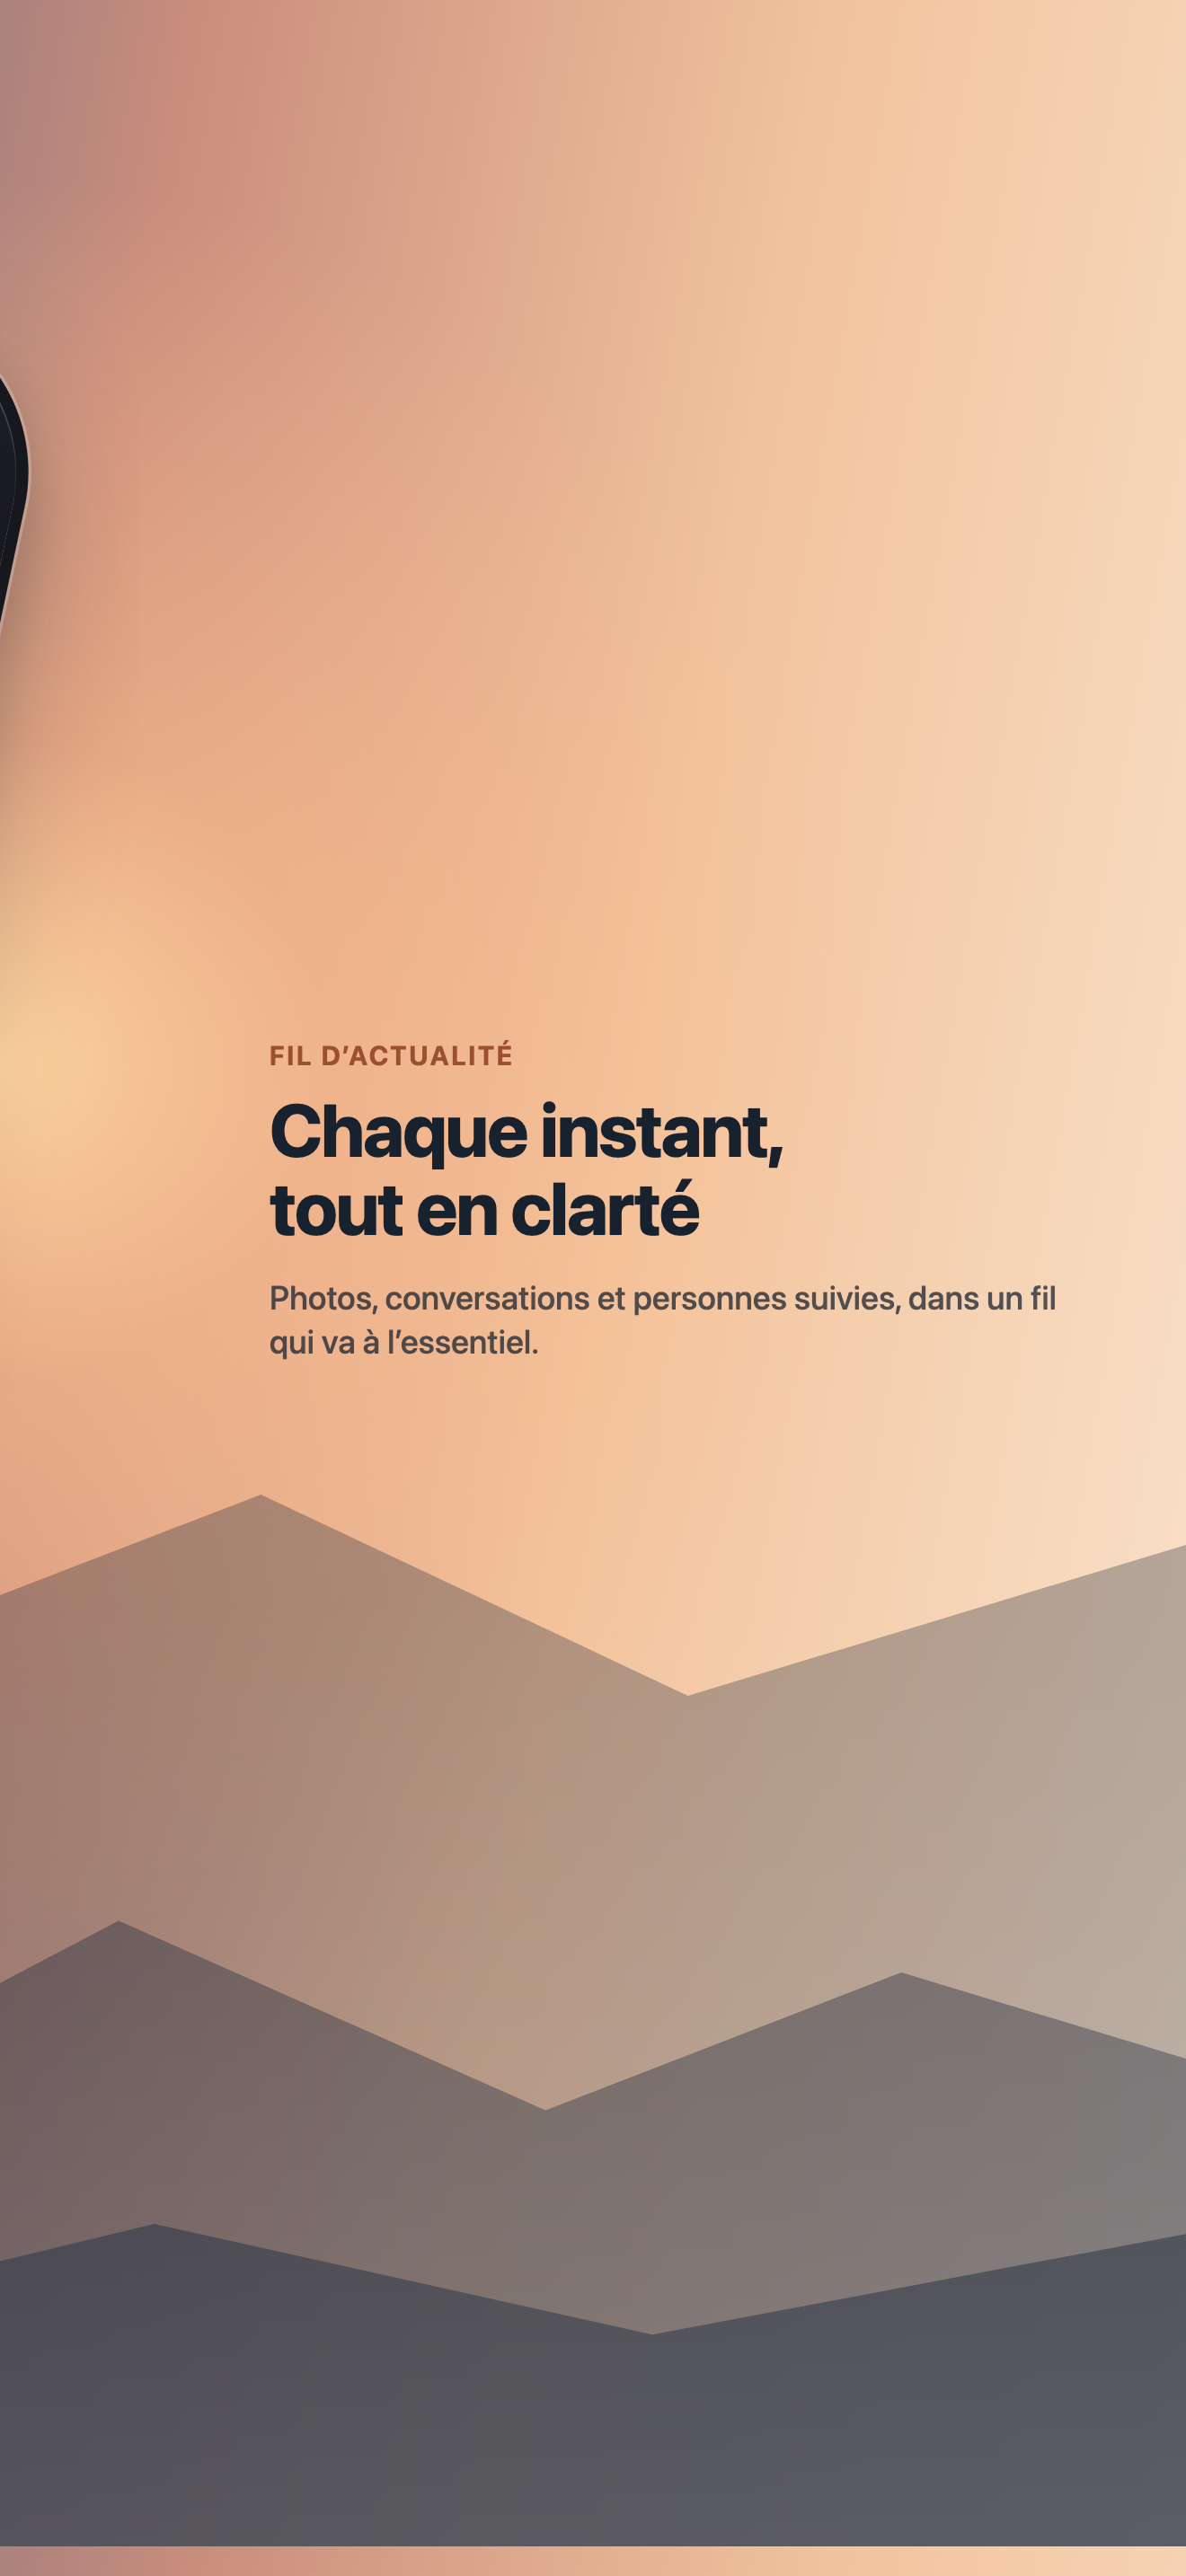 FIL D’ACTUALITÉ
Chaque instant,
tout en clarté
Photos, conversations et personnes suivies, dans un fil
qui va à l’essentiel.